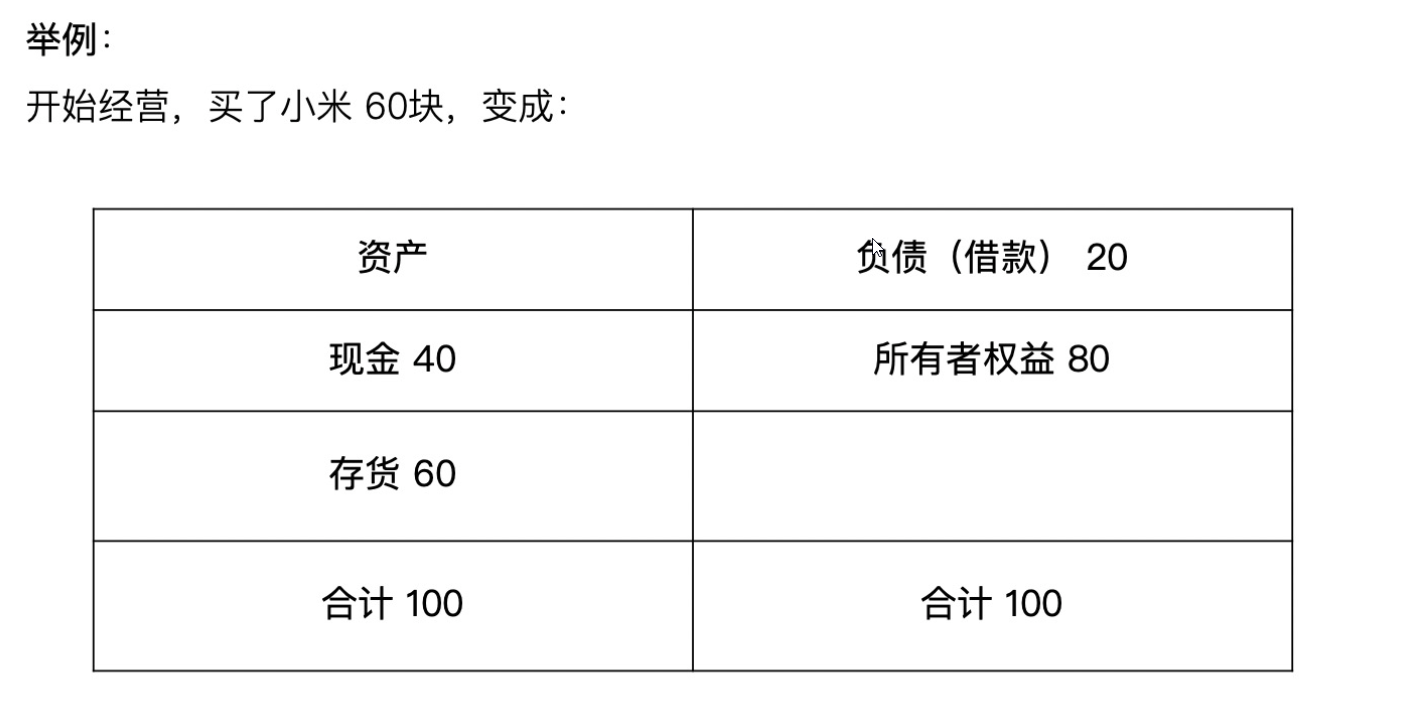 举例：
开始经营，买了小米 60块，变成：
资产 负债（借款） 20
现金 40 所有者权益 80
存货 60
合计 100 合计 100